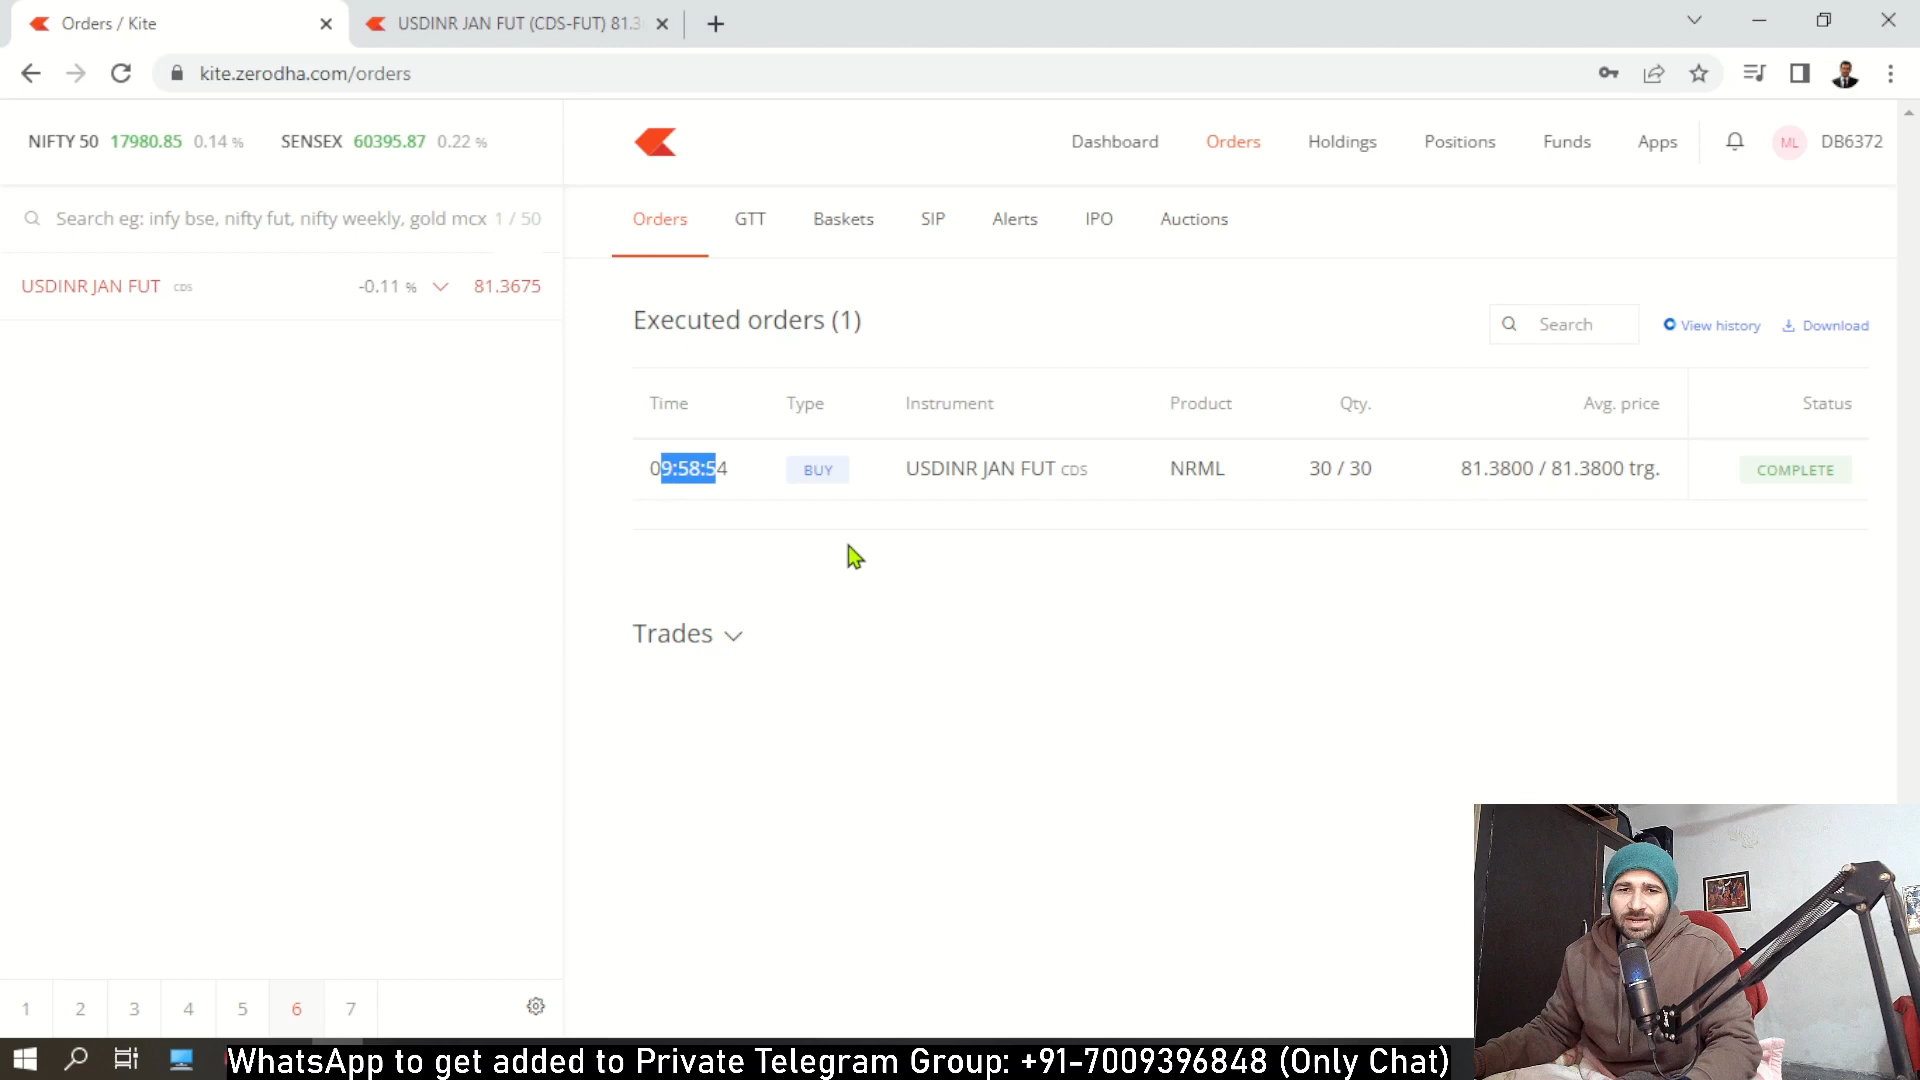 Orders / Kite
USDINR JAN FUT (CDS-FUT) 81.3
kite.zerodha.com/orders
NIFTY 50 17980.85 0.14 % SENSEX 60395.87 0.22 %
Dashboard Orders Holdings Positions Funds Apps ML DB6372
Search eg: infy bse, nifty fut, nifty weekly, gold mcx 1 / 50
Orders GTT Baskets SIP Alerts IPO Auctions
USDINR JAN FUT CDS -0.11 % 81.3675
Executed orders (1)
Search View history Download
Time Type Instrument Product Qty. Avg. price Status
09:58:54 BUY USDINR JAN FUT CDS NRML 30 / 30 81.3800 / 81.3800 trg. COMPLETE
Trades
1 2 3 4 5 6 7
WhatsApp to get added to Private Telegram Group: +91-7009396848 (Only Chat)